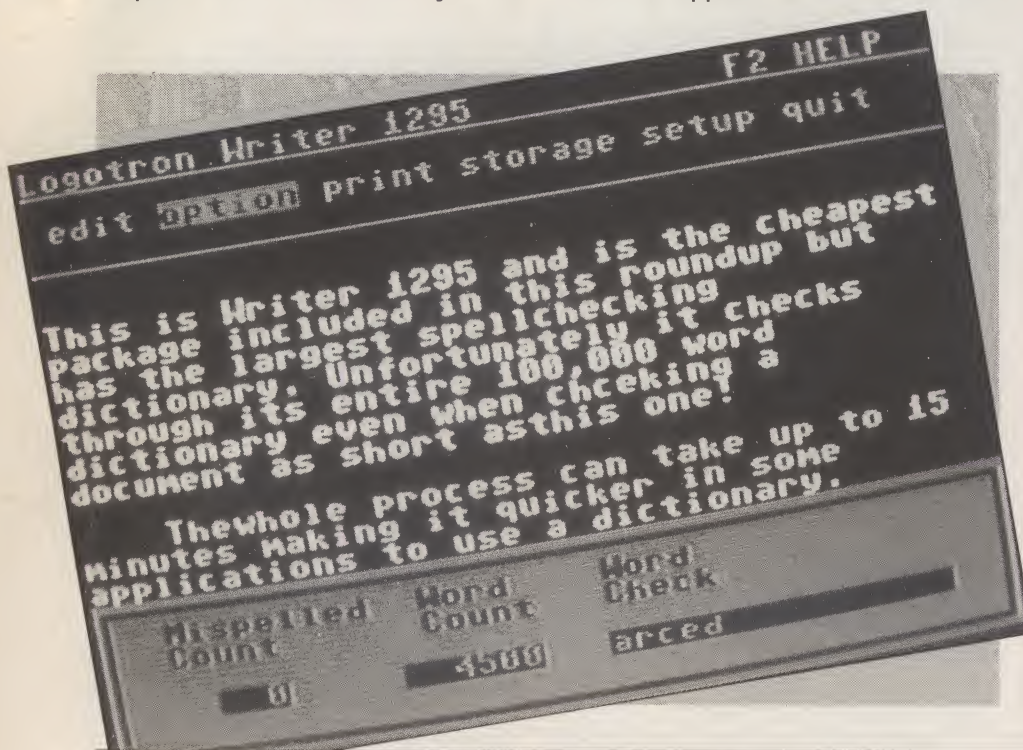 Logotron Writer 1295 F2 HELP
edit option print storage setup quit
This is Writer 1295 and is the cheapest
package included in this roundup but
has the largest spellchecking
dictionary. Unfortunately it checks
through its entire 100,000 word
dictionary even when chceking a
document as short asthis one!
Thewhole process can take up to 15
minutes making it quicker in some
applications to use a dictionary.
Mispelled Word Word
Count Count Check
0 4500 arced